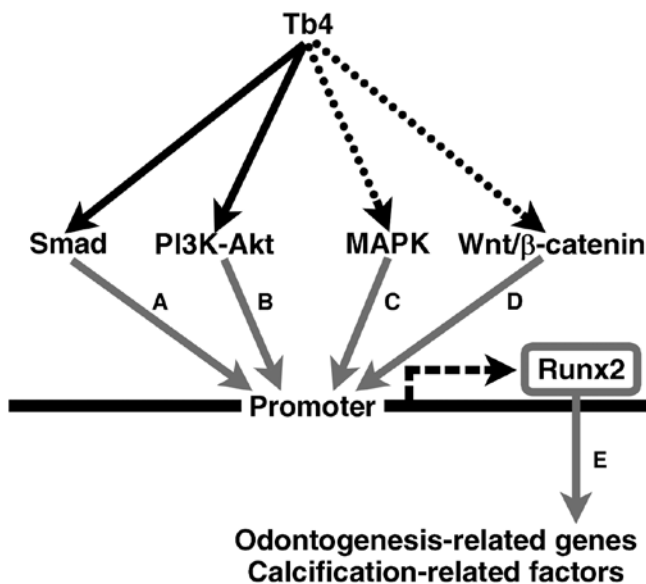 Tb4
Smad PI3K-Akt MAPK Wnt/β-catenin
A B C D
Runx2
Promoter
E
Odontogenesis-related genes
Calcification-related factors